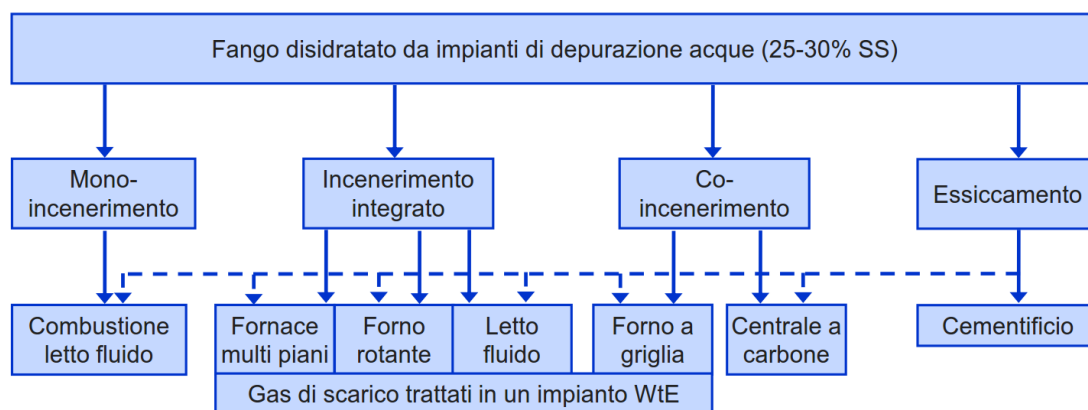 Fango disidratato da impianti di depurazione acque (25-30% SS)
Mono-
incenerimento
Incenerimento
integrato
Co-
incenerimento
Essiccamento
Combustione
letto fluido
Fornace
multi piani
Forno
rotante
Letto
fluido
Forno a
griglia
Centrale a
carbone
Cementificio
Gas di scarico trattati in un impianto WtE